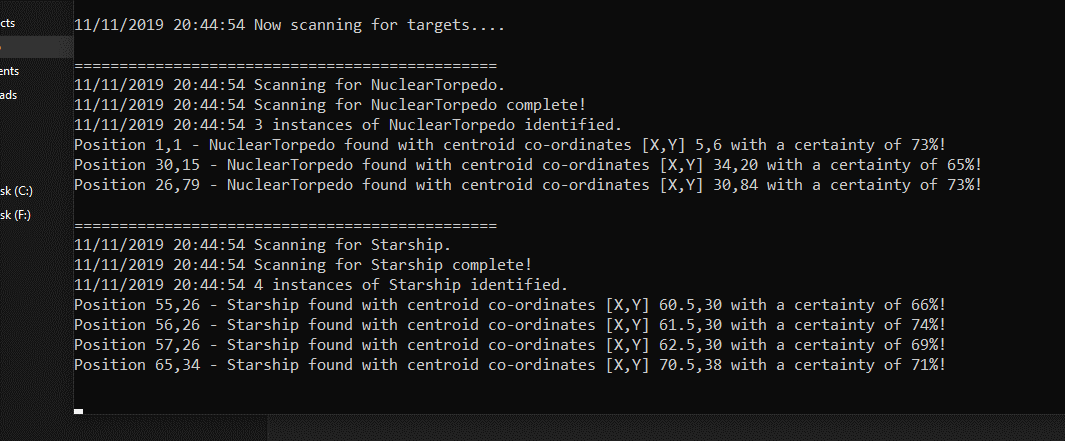 cts
11/11/2019 20:44:54 Now scanning for targets....
ents
===============================================
11/11/2019 20:44:54 Scanning for NuclearTorpedo.
ads
11/11/2019 20:44:54 Scanning for NuclearTorpedo complete!
11/11/2019 20:44:54 3 instances of NuclearTorpedo identified.
Position 1,1 - NuclearTorpedo found with centroid co-ordinates [X,Y] 5,6 with a certainty of 73%!
Position 30,15 - NuclearTorpedo found with centroid co-ordinates [X,Y] 34,20 with a certainty of 65%!
Position 26,79 - NuclearTorpedo found with centroid co-ordinates [X,Y] 30,84 with a certainty of 73%!
sk (C:)
sk (F:)
===============================================
11/11/2019 20:44:54 Scanning for Starship.
11/11/2019 20:44:54 Scanning for Starship complete!
11/11/2019 20:44:54 4 instances of Starship identified.
Position 55,26 - Starship found with centroid co-ordinates [X,Y] 60.5,30 with a certainty of 66%!
Position 56,26 - Starship found with centroid co-ordinates [X,Y] 61.5,30 with a certainty of 74%!
Position 57,26 - Starship found with centroid co-ordinates [X,Y] 62.5,30 with a certainty of 69%!
Position 65,34 - Starship found with centroid co-ordinates [X,Y] 70.5,38 with a certainty of 71%!